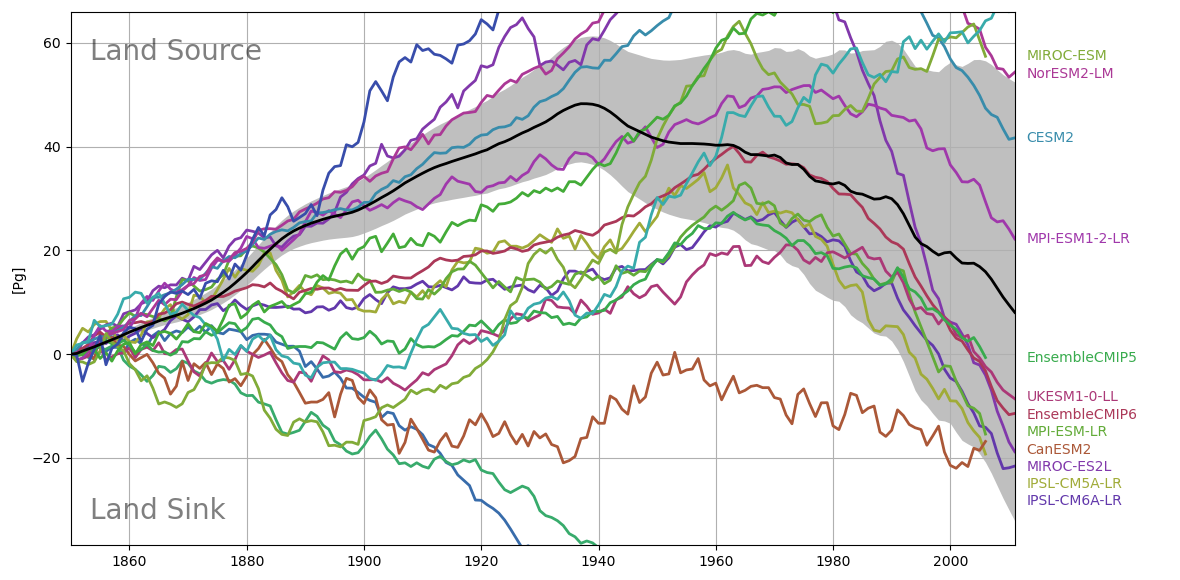 Land Source
Land Sink
[Pg]
60
40
20
0
−20
1860
1880
1900
1920
1940
1960
1980
2000
MIROC-ESM
NorESM2-LM
CESM2
MPI-ESM1-2-LR
EnsembleCMIP5
UKESM1-0-LL
EnsembleCMIP6
MPI-ESM-LR
CanESM2
MIROC-ES2L
IPSL-CM5A-LR
IPSL-CM6A-LR